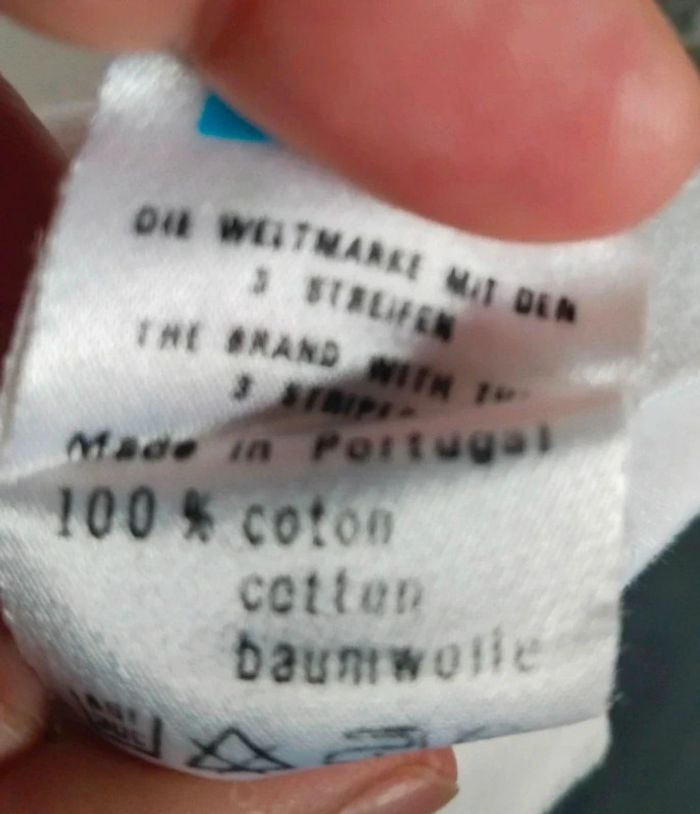 DIE WELTMARKE MIT DEN
3 STREIFEN
THE BRAND WITH
3
Made in Portugal
100% coton
cotton
baumwolle